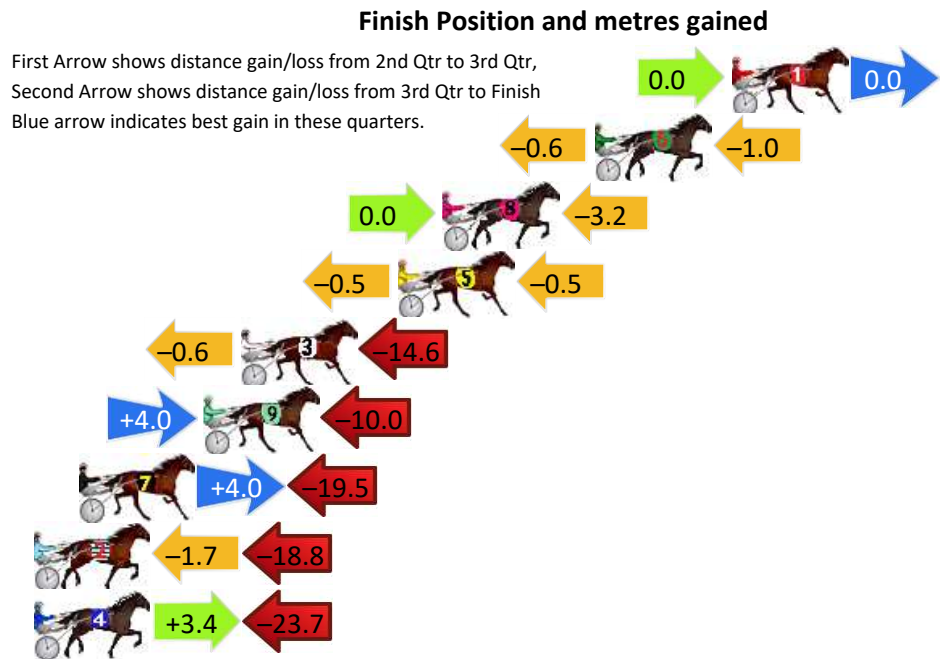 Finish Position and metres gained
First Arrow shows distance gain/loss from 2nd Qtr to 3rd Qtr,
Second Arrow shows distance gain/loss from 3rd Qtr to Finish
Blue arrow indicates best gain in these quarters.
0.0 1 0.0
–0.6 –1.0
0.0 8 –3.2
–0.5 5 –0.5
–0.6 3 –14.6
+4.0 9 –10.0
7 +4.0 –19.5
–1.7 –18.8
4 +3.4 –23.7